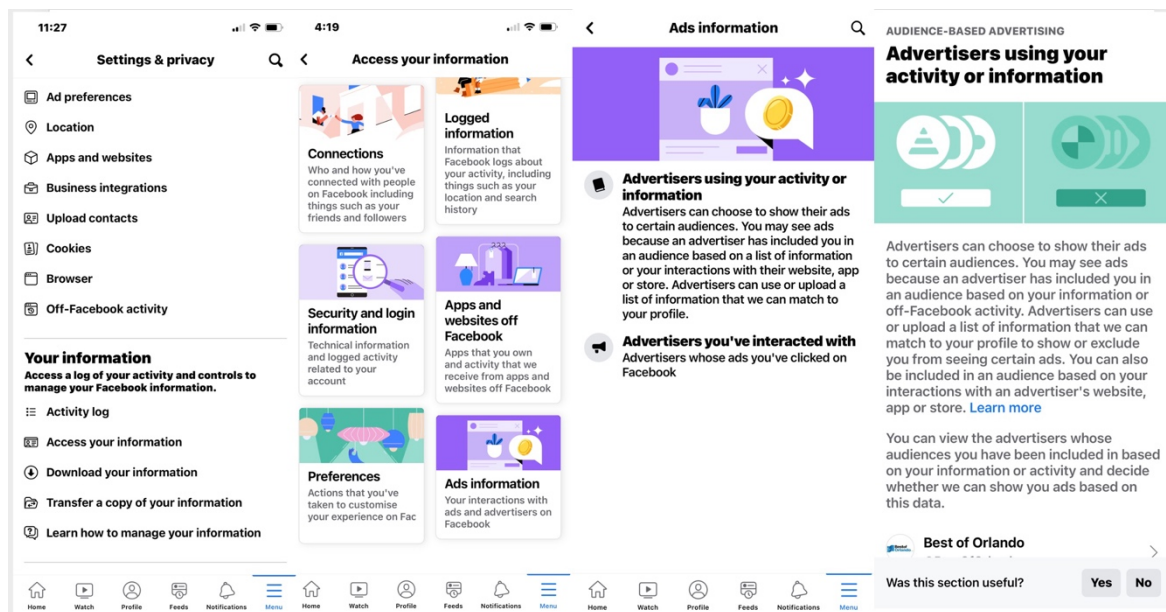 11:27
Settings & privacy
Ad preferences
Location
Apps and websites
Business integrations
Upload contacts
Cookies
Browser
Off-Facebook activity
Your information
Access a log of your activity and controls to
manage your Facebook information.
Activity log
Access your information
Download your information
Transfer a copy of your information
Learn how to manage your information
Home Watch Profile Feeds Notifications Menu
4:19
Access your information
Connections
Who and how you've
connected with people
on Facebook including
things such as your
friends and followers
Logged
information
Information that
Facebook logs about
your activity, including
things such as your
location and search
history
Security and login
information
Technical information
and logged activity
related to your
account
Apps and
websites off
Facebook
Apps that you own
and activity that we
receive from apps and
websites off Facebook
Preferences
Actions that you've
taken to customise
your experience on Fac
Ads information
Your interactions with
ads and advertisers on
Facebook
Home Watch Profile Feeds Notifications Menu
Ads information
Advertisers using your activity or
information
Advertisers can choose to show their ads
to certain audiences. You may see ads
because an advertiser has included you in
an audience based on a list of information
or your interactions with their website, app
or store. Advertisers can use or upload a
list of information that we can match to
your profile.
Advertisers you've interacted with
Advertisers whose ads you've clicked on
Facebook
Home Watch Profile Feeds Notifications Menu
AUDIENCE-BASED ADVERTISING
Advertisers using your
activity or information
Advertisers can choose to show their ads
to certain audiences. You may see ads
because an advertiser has included you in
an audience based on your information or
off-Facebook activity. Advertisers can use
or upload a list of information that we can
match to your profile to show or exclude
you from seeing certain ads. You can also
be included in an audience based on your
interactions with an advertiser's website,
app or store. Learn more
You can view the advertisers whose
audiences you have been included in based
on your information or activity and decide
whether we can show you ads based on
this data.
Best of Orlando
Was this section useful? Yes No